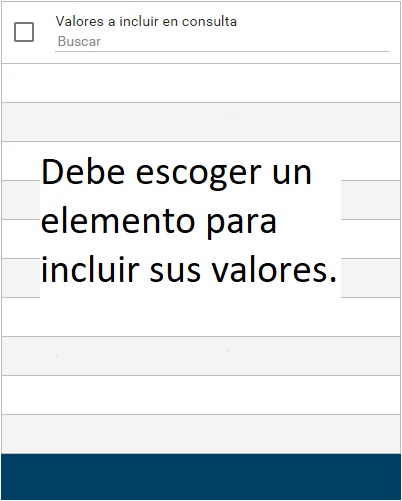 Valores a incluir en consulta
Buscar
Debe escoger un
elemento para
incluir sus valores.